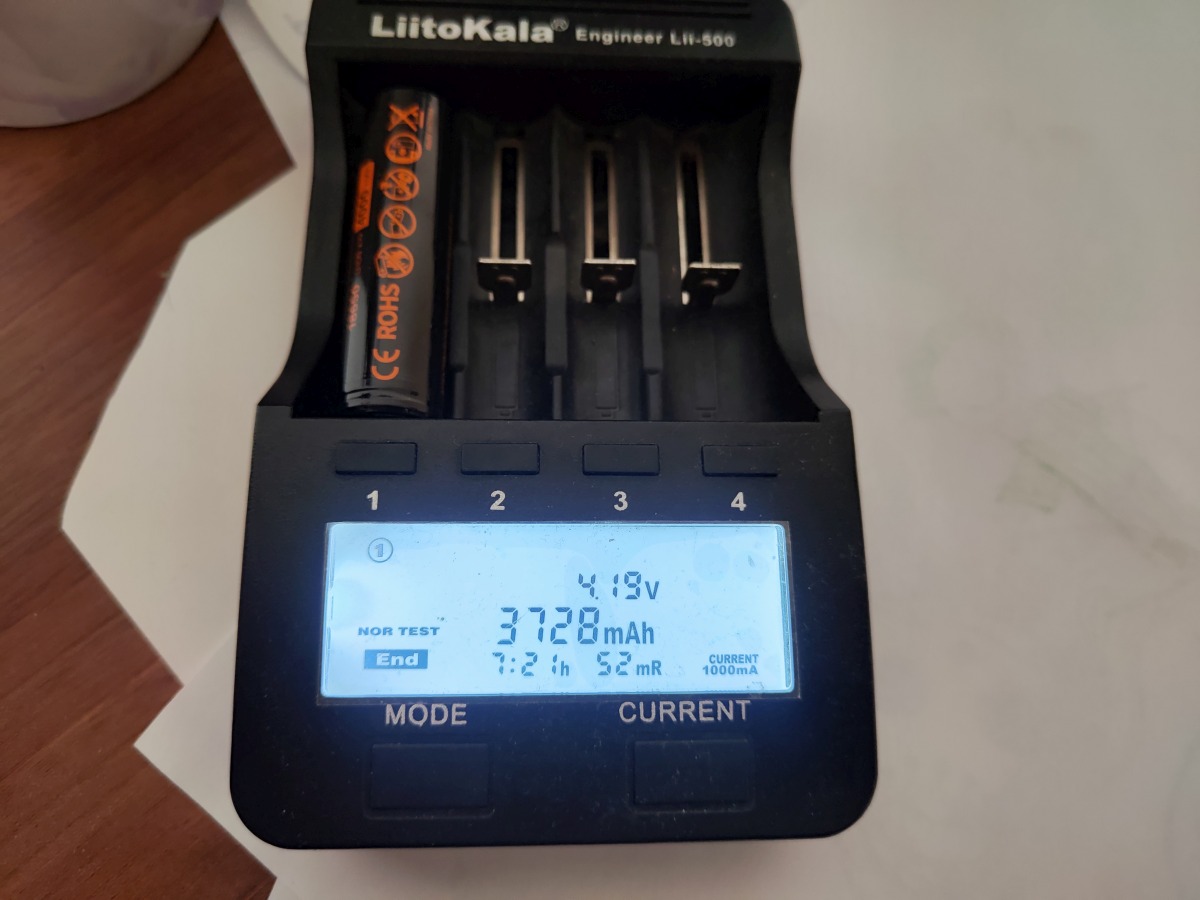 LiitoKala® Engineer Lii-500
18650
CE ROHS
1 2 3 4
1
4.19V
3728mAh
NOR TEST
End 7:21h 52mR CURRENT 1000mA
MODE CURRENT